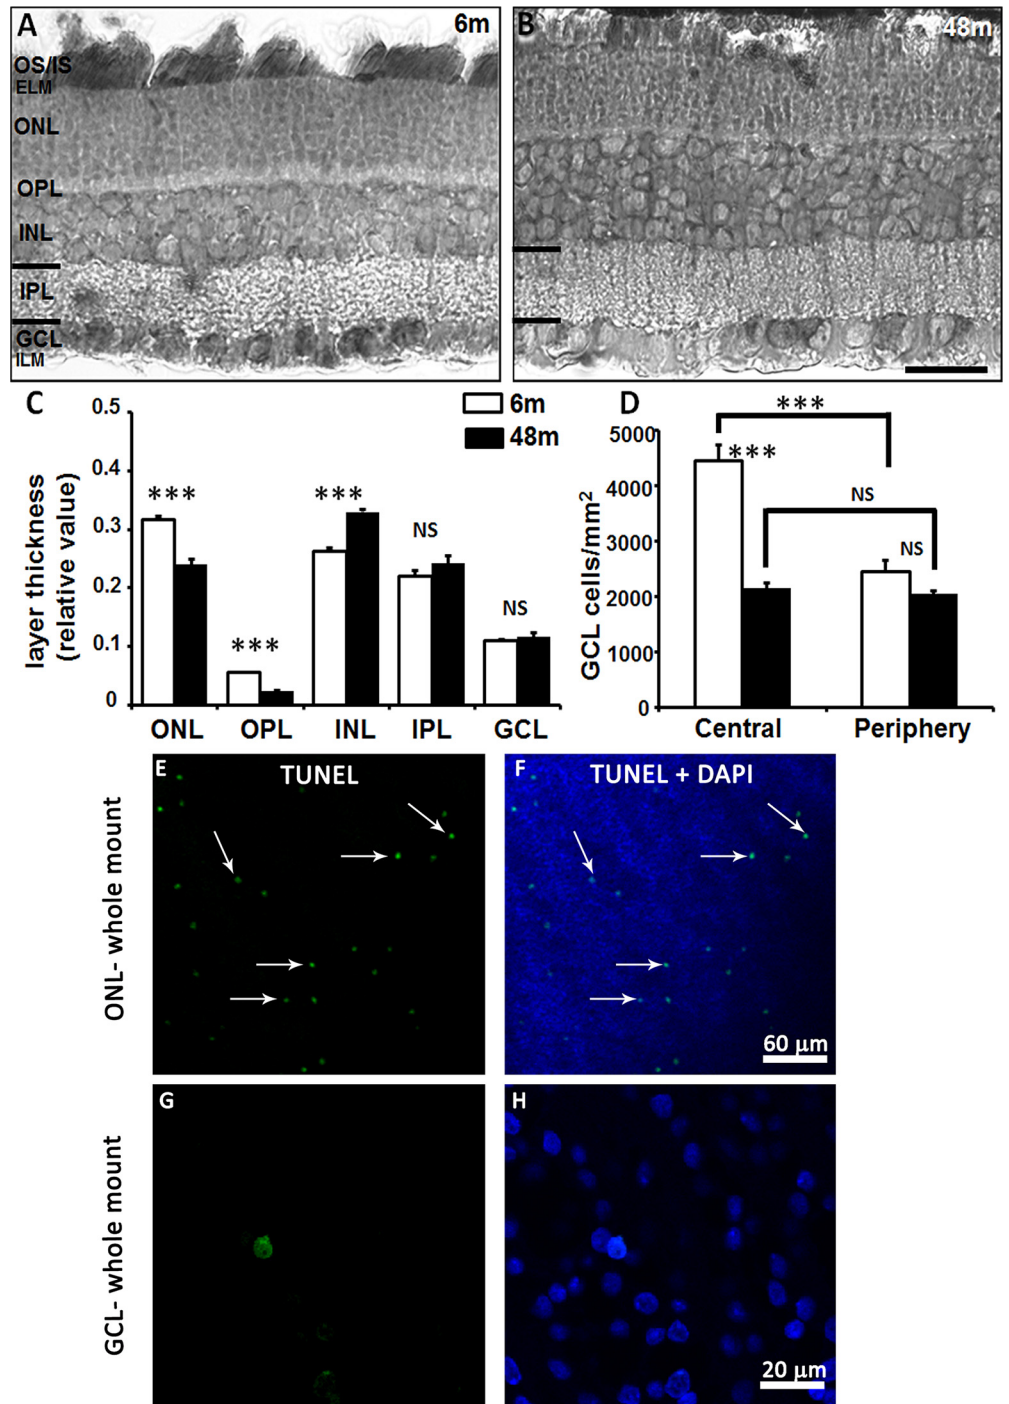 A
6m
OS/IS
ELM
ONL
OPL
INL
IPL
GCL
ILM
B
48m
C
6m
48m
layer thickness
(relative value)
0.5
0.4
0.3
0.2
0.1
0
***
***
***
NS
NS
ONL OPL INL IPL GCL
D
GCL cells/mm²
5000
4000
3000
2000
1000
0
***
***
NS
NS
Central Periphery
ONL- whole mount
E
TUNEL
F
TUNEL + DAPI
60 µm
GCL- whole mount
G
H
20 µm